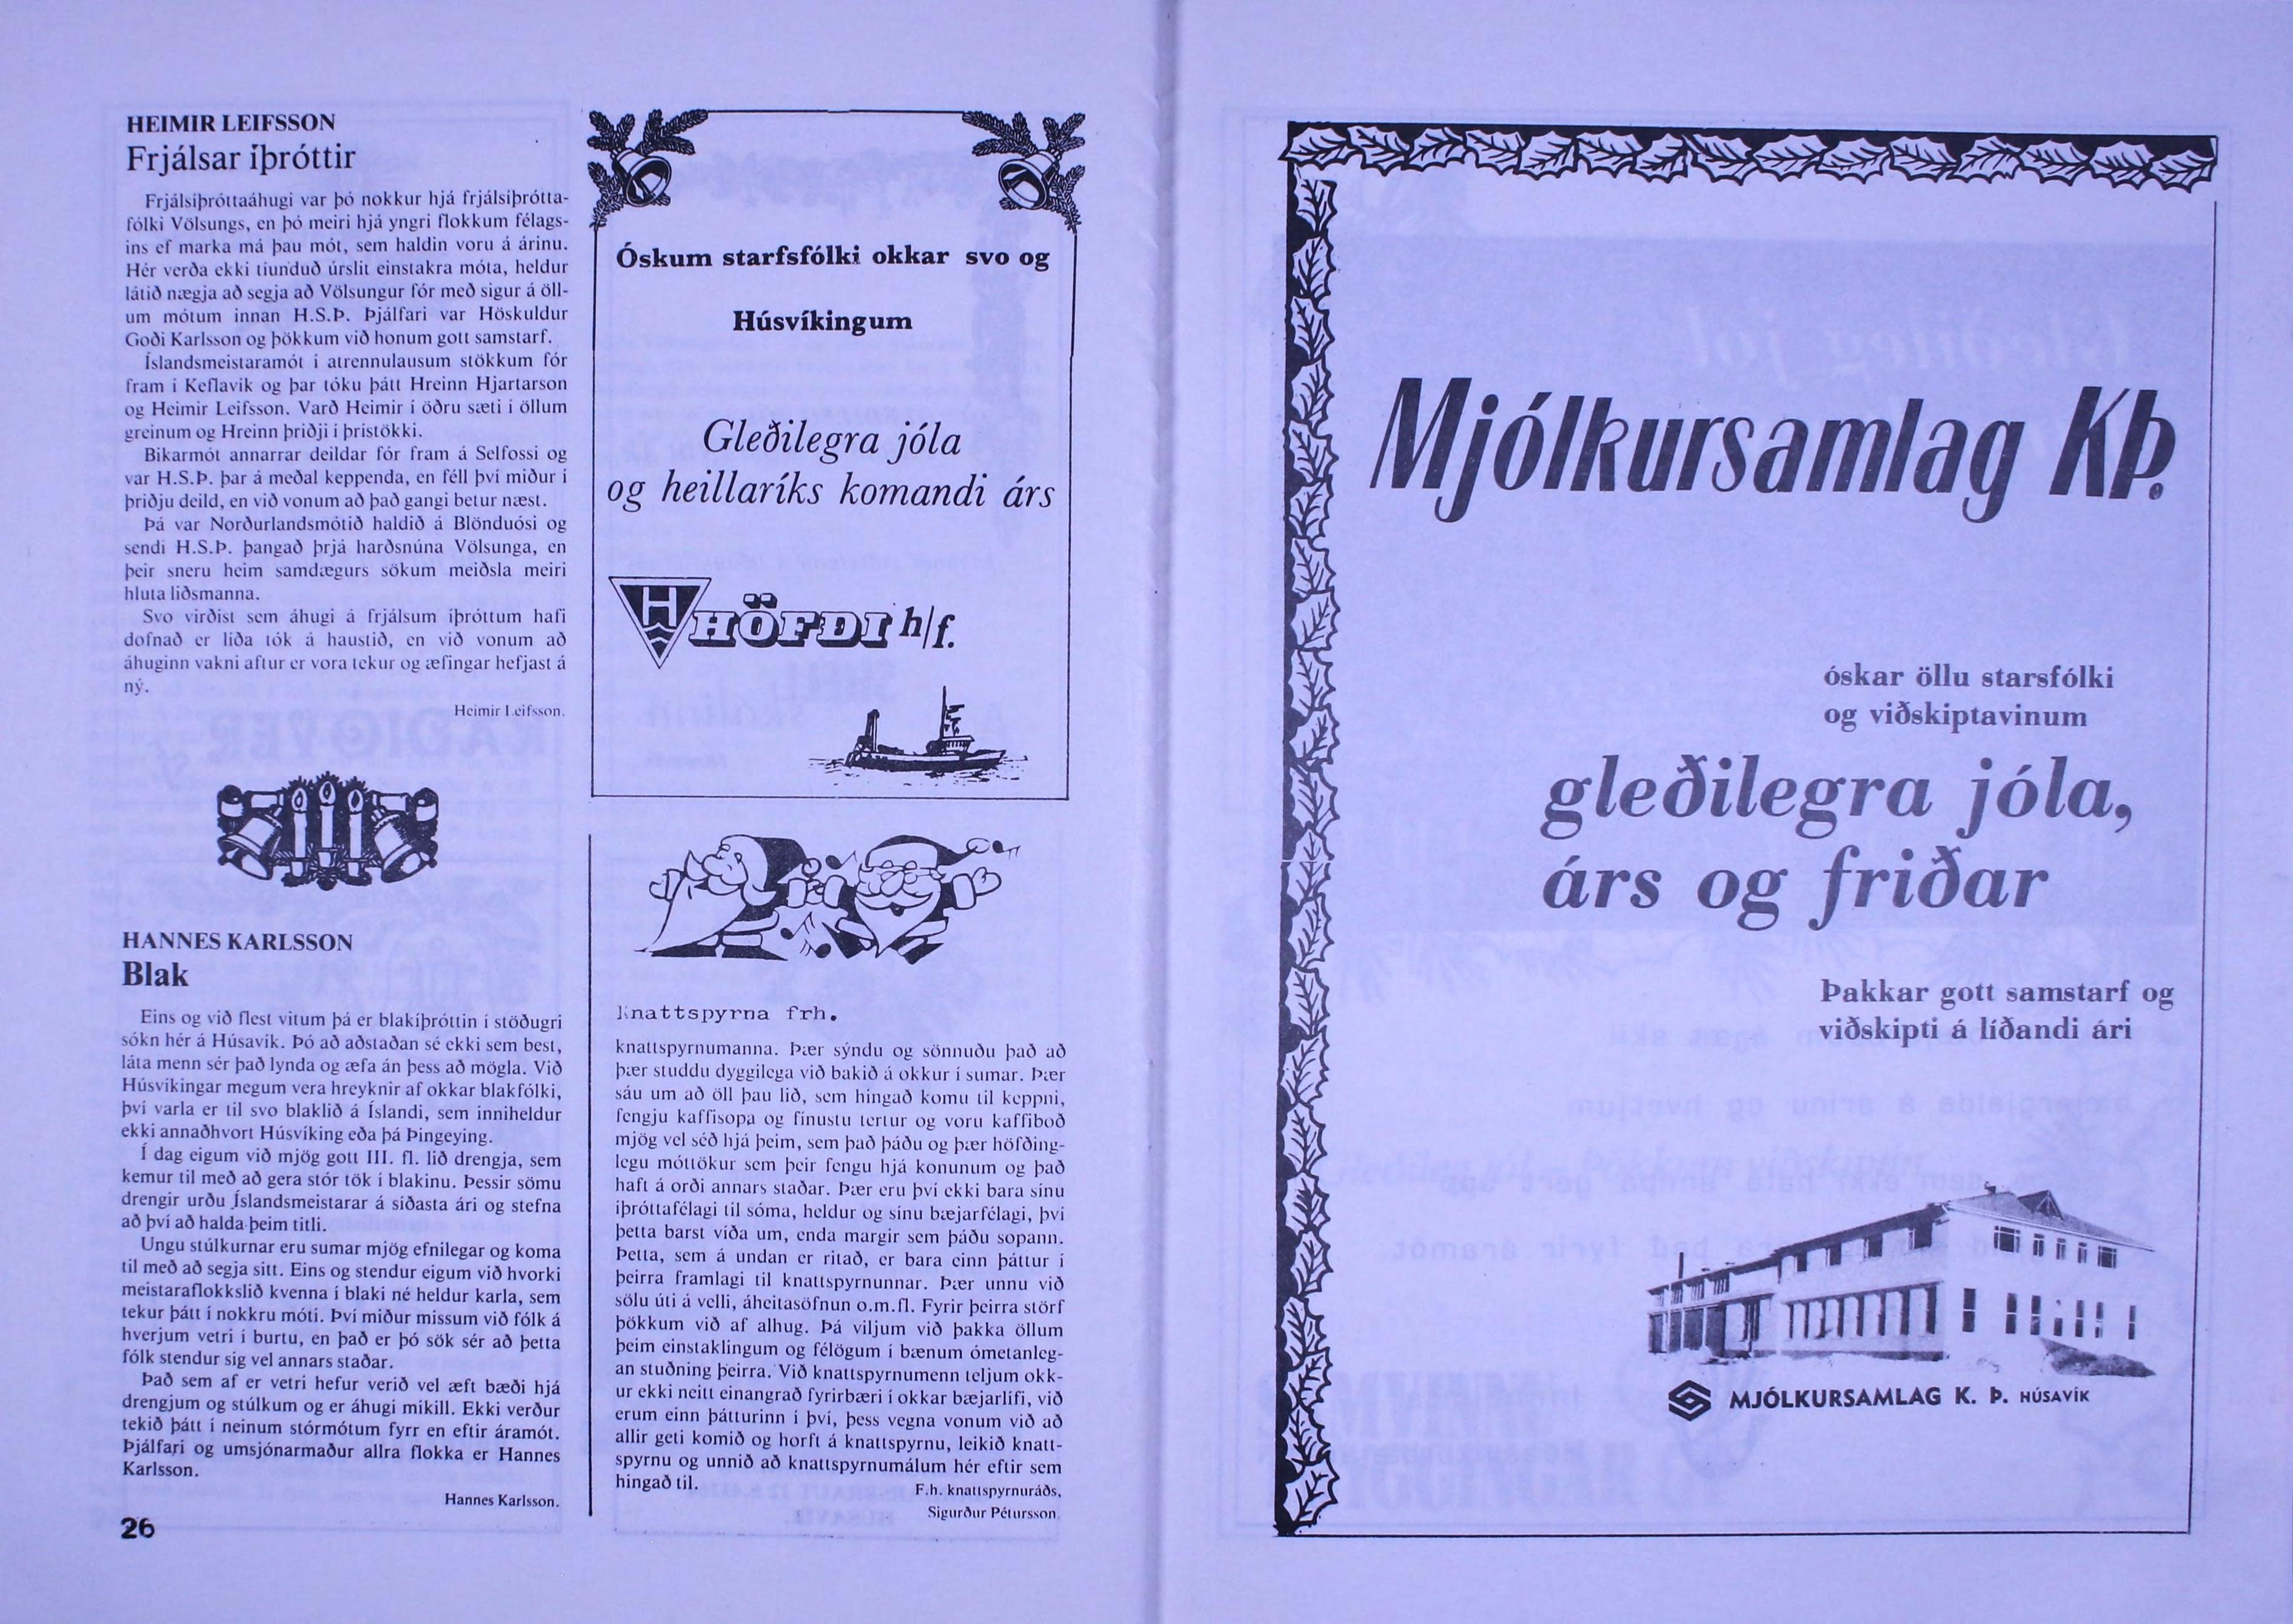 HEIMIR LEIFSSON
Frjálsar íþróttir
Frjálsíþróttaáhugi var þó nokkur hjá frjálsíþrótta-
fólki Völsungs, en þó meiri hjá yngri flokkum félags-
ins ef marka má þau mót, sem haldin voru á árinu.
Hér verða ekki tíunduð úrslit einstakra móta, heldur
látið nægja að segja að Völsungur fór með sigur á öll-
um mótum innan H.S.Þ. Þjálfari var Höskuldur
Goði Karlsson og þökkum við honum gott samstarf.
Íslandsmeistaramót í atrennulausum stökkum fór
fram í Keflavík og þar tóku þátt Hreinn Hjartarson
og Heimir Leifsson. Varð Heimir í öðru sæti í öllum
greinum og Hreinn þriðji í þrístökki.
Bikarmót annarrar deildar fór fram á Selfossi og
var H.S.Þ. þar á meðal keppenda, en féll því miður í
þriðju deild, en við vonum að það gangi betur næst.
Þá var Norðurlandsmótið haldið á Blönduósi og
sendi H.S.Þ. þangað þrjá harðsnúna Völsunga, en
þeir sneru heim samdægurs sökum meiðsla meiri
hluta liðsmanna.
Svo virðist sem áhugi á frjálsum íþróttum hafi
dofnað er líða tók á haustið, en við vonum að
áhuginn vakni aftur er vora tekur og æfingar hefjast á
ný.
Heimir Leifsson.
HANNES KARLSSON
Blak
Eins og við flest vitum þá er blakíþróttin í stöðugri
sókn hér á Húsavík. Þó að aðstaðan sé ekki sem best,
láta menn sér það lynda og æfa án þess að mögla. Við
Húsvíkingar megum vera hreyknir af okkar blakfólki,
því varla er til svo blaklið á Íslandi, sem inniheldur
ekki annaðhvort Húsvíking eða þá Þingeying.
Í dag eigum við mjög gott III. fl. lið drengja, sem
kemur til með að gera stór tök í blakinu. Þessir sömu
drengir urðu Íslandsmeistarar á síðasta ári og stefna
að því að halda þeim titli.
Ungu stúlkurnar eru sumar mjög efnilegar og koma
til með að segja sitt. Eins og stendur eigum við hvorki
meistaraflokkslið kvenna í blaki né heldur karla, sem
tekur þátt í nokkru móti. Því miður missum við fólk á
hverjum vetri í burtu, en það er þó sök sér að þetta
fólk stendur sig vel annars staðar.
Það sem af er vetri hefur verið vel æft bæði hjá
drengjum og stúlkum og er áhugi mikill. Ekki verður
tekið þátt í neinum stórmótum fyrr en eftir áramót.
Þjálfari og umsjónarmaður allra flokka er Hannes
Karlsson.
Hannes Karlsson.
26
Óskum starfsfólki okkar svo og
Húsvíkingum
Gleðilegra jóla
og heillaríks komandi árs
H
HÖFÐI h/f.
Knattspyrna frh.
knattspyrnumanna. Þær sýndu og sönnuðu það að
þær studdu dyggilega við bakið á okkur í sumar. Þær
sáu um að öll þau lið, sem hingað komu til keppni,
fengju kaffisopa og fínustu tertur og voru kaffiboð
mjög vel séð hjá þeim, sem það þáðu og þær höfðing-
legu móttökur sem þeir fengu hjá konunum og það
haft á orði annars staðar. Þær eru því ekki bara sínu
íþróttafélagi til sóma, heldur og sínu bæjarfélagi, því
þetta barst víða um, enda margir sem þáðu sopann.
Þetta, sem á undan er ritað, er bara einn þáttur í
þeirra framlagi til knattspyrnunnar. Þær unnu við
sölu úti á velli, áheitasöfnun o.m.fl. Fyrir þeirra störf
þökkum við af alhug. Þá viljum við þakka öllum
þeim einstaklingum og félögum í bænum ómetanleg-
an stuðning þeirra. Við knattspyrnumenn teljum okk-
ur ekki neitt einangrað fyrirbæri í okkar bæjarlífi, við
erum einn þátturinn í því, þess vegna vonum við að
allir geti komið og horft á knattspyrnu, leikið knatt-
spyrnu og unnið að knattspyrnumálum hér eftir sem
hingað til.
F.h. knattspyrnuráðs,
Sigurður Pétursson.
Mjólkursamlag KÞ.
óskar öllu starsfólki
og viðskiptavinum
gleðilegra jóla,
árs og friðar
Þakkar gott samstarf og
viðskipti á líðandi ári
MJÓLKURSAMLAG K. Þ. HÚSAVÍK